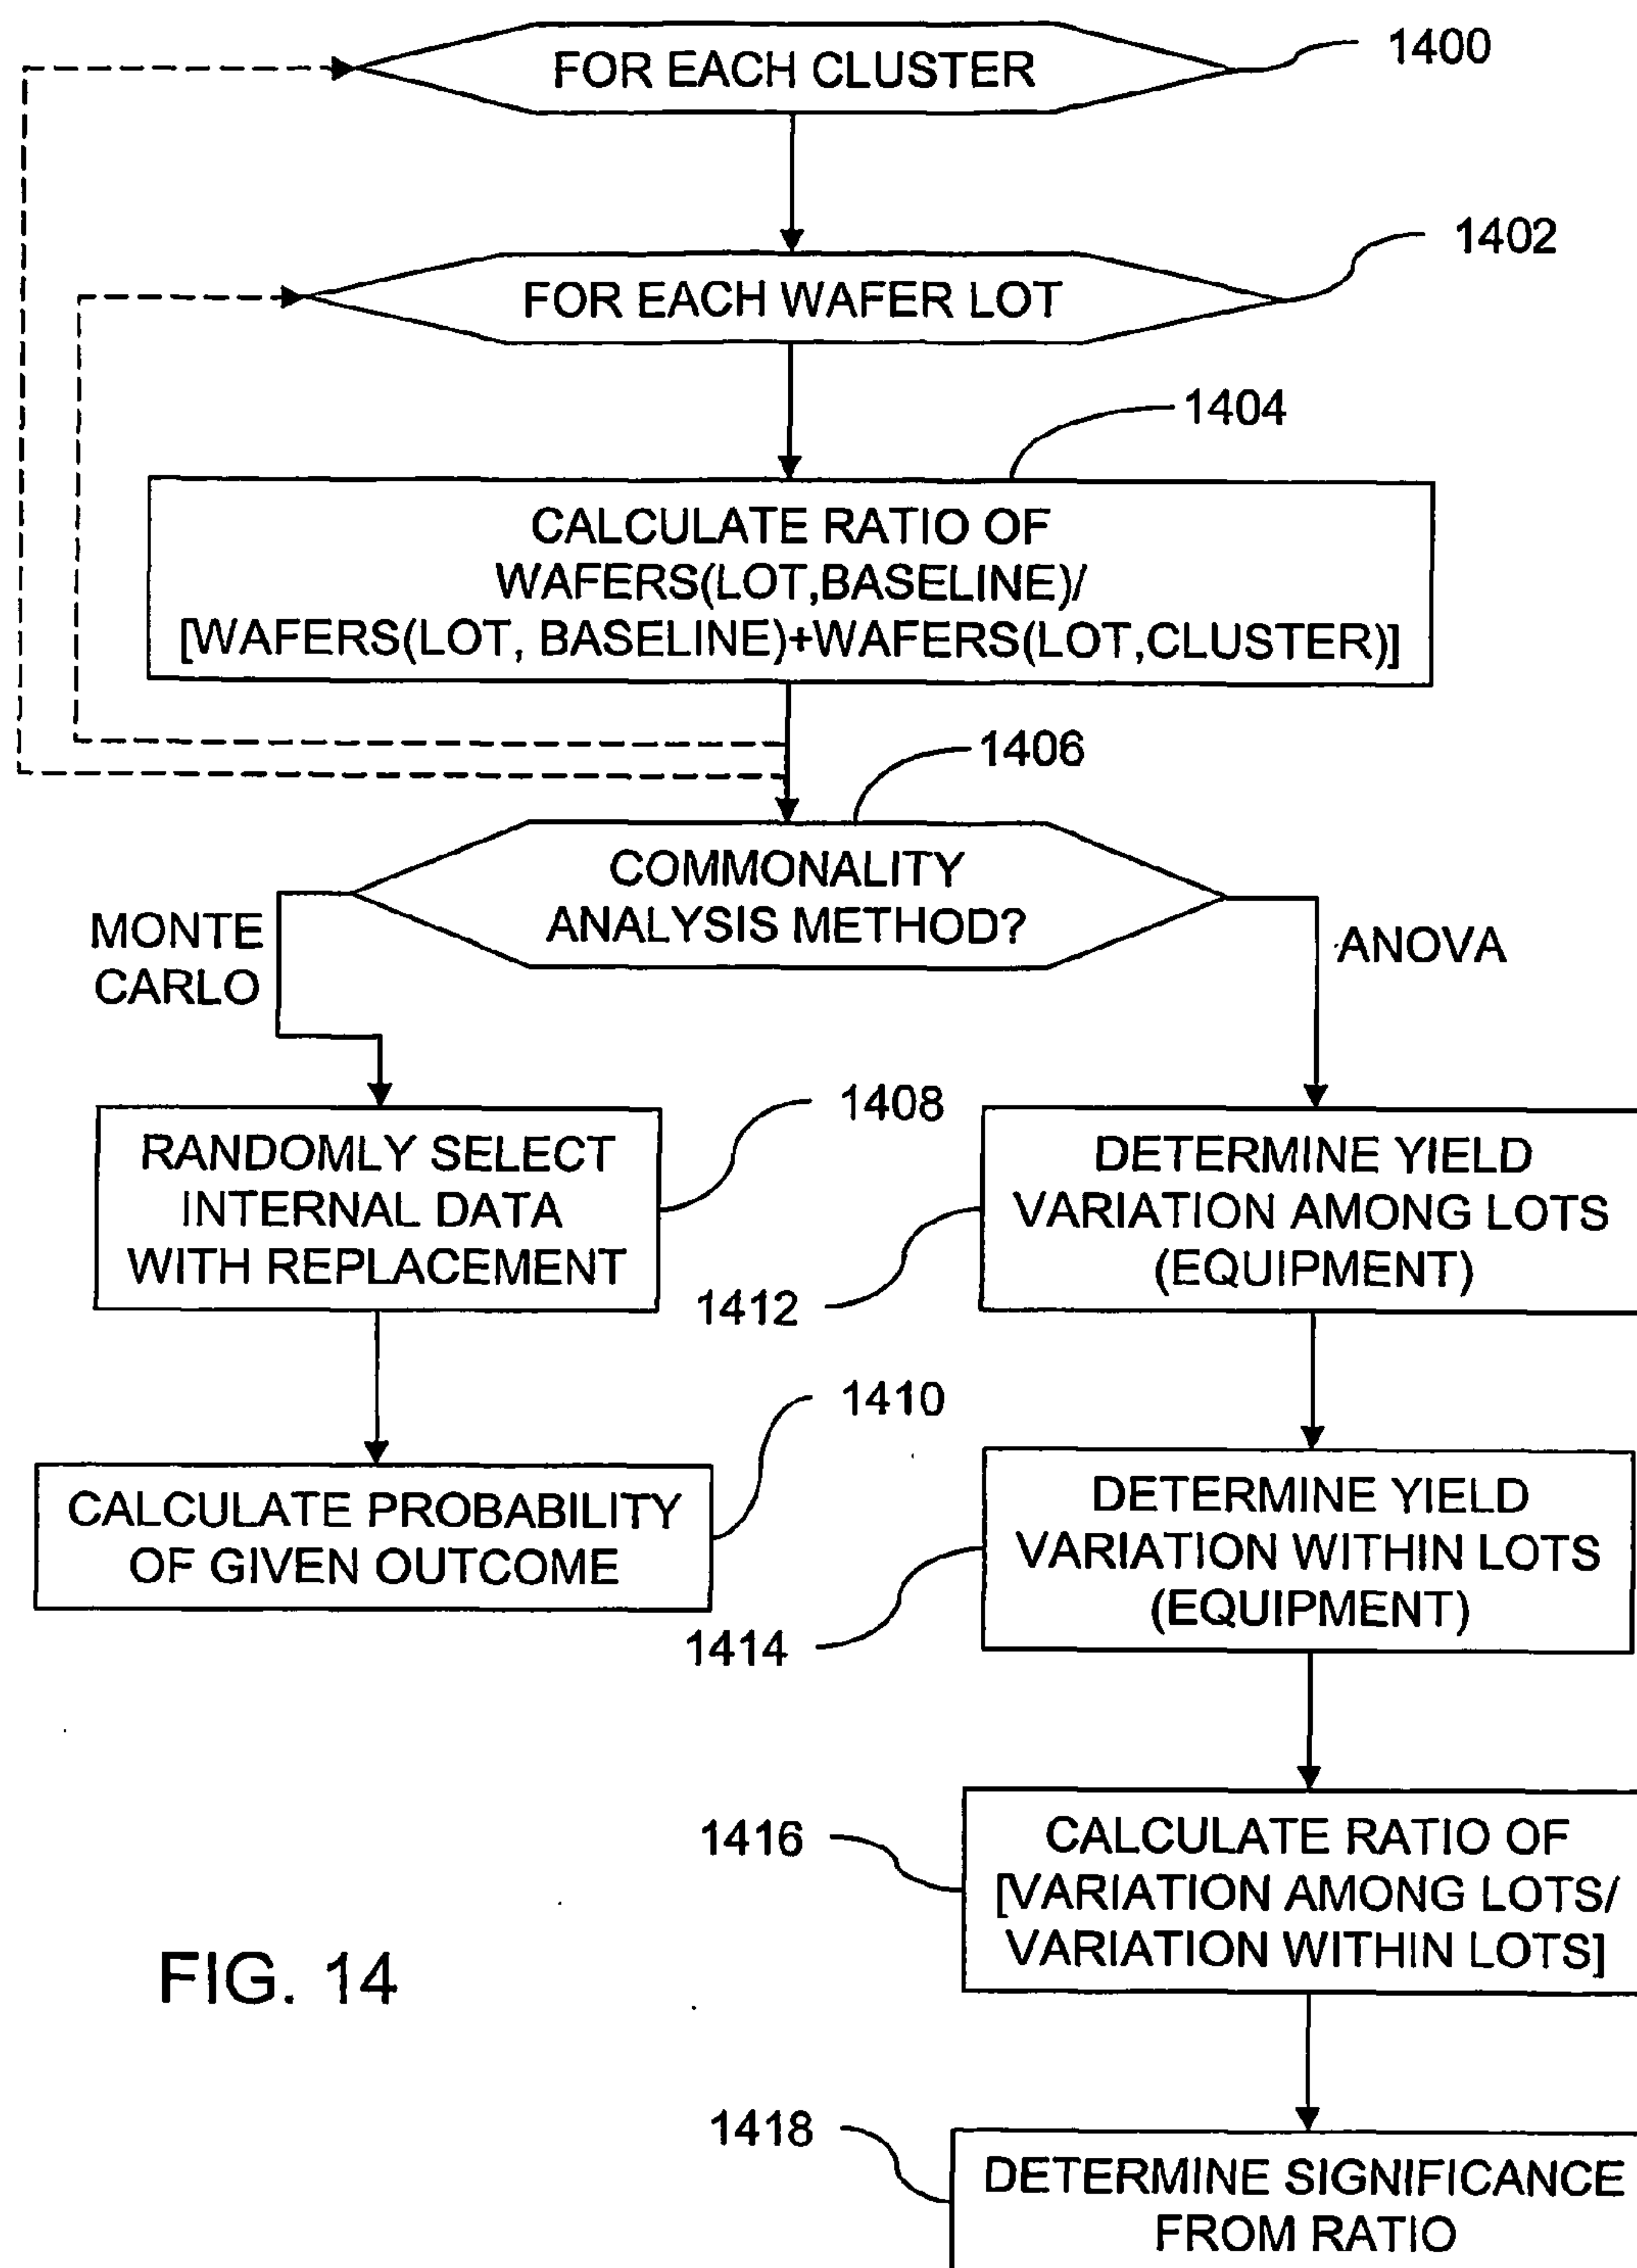 FOR EACH CLUSTER
1400
FOR EACH WAFER LOT
1402
1404
CALCULATE RATIO OF
WAFERS(LOT,BASELINE)/
[WAFERS(LOT, BASELINE)+WAFERS(LOT,CLUSTER)]
1406
COMMONALITY
ANALYSIS METHOD?
MONTE
CARLO
ANOVA
1408
RANDOMLY SELECT
INTERNAL DATA
WITH REPLACEMENT
DETERMINE YIELD
VARIATION AMONG LOTS
(EQUIPMENT)
1412
1410
CALCULATE PROBABILITY
OF GIVEN OUTCOME
DETERMINE YIELD
VARIATION WITHIN LOTS
(EQUIPMENT)
1414
1416
CALCULATE RATIO OF
[VARIATION AMONG LOTS/
VARIATION WITHIN LOTS]
FIG. 14
1418
DETERMINE SIGNIFICANCE
FROM RATIO